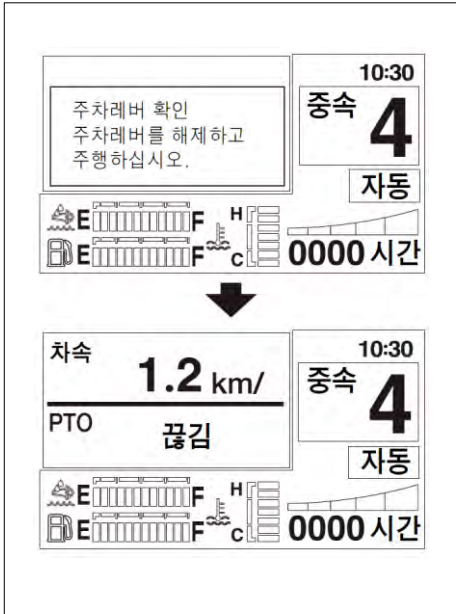 10:30
주차레버 확인
주차레버를 해제하고
주행하십시오.
중속 4
자동
E F H
E F C
0000 시간
차속
1.2 km/
PTO
끊김
10:30
중속 4
자동
E F H
E F C
0000 시간